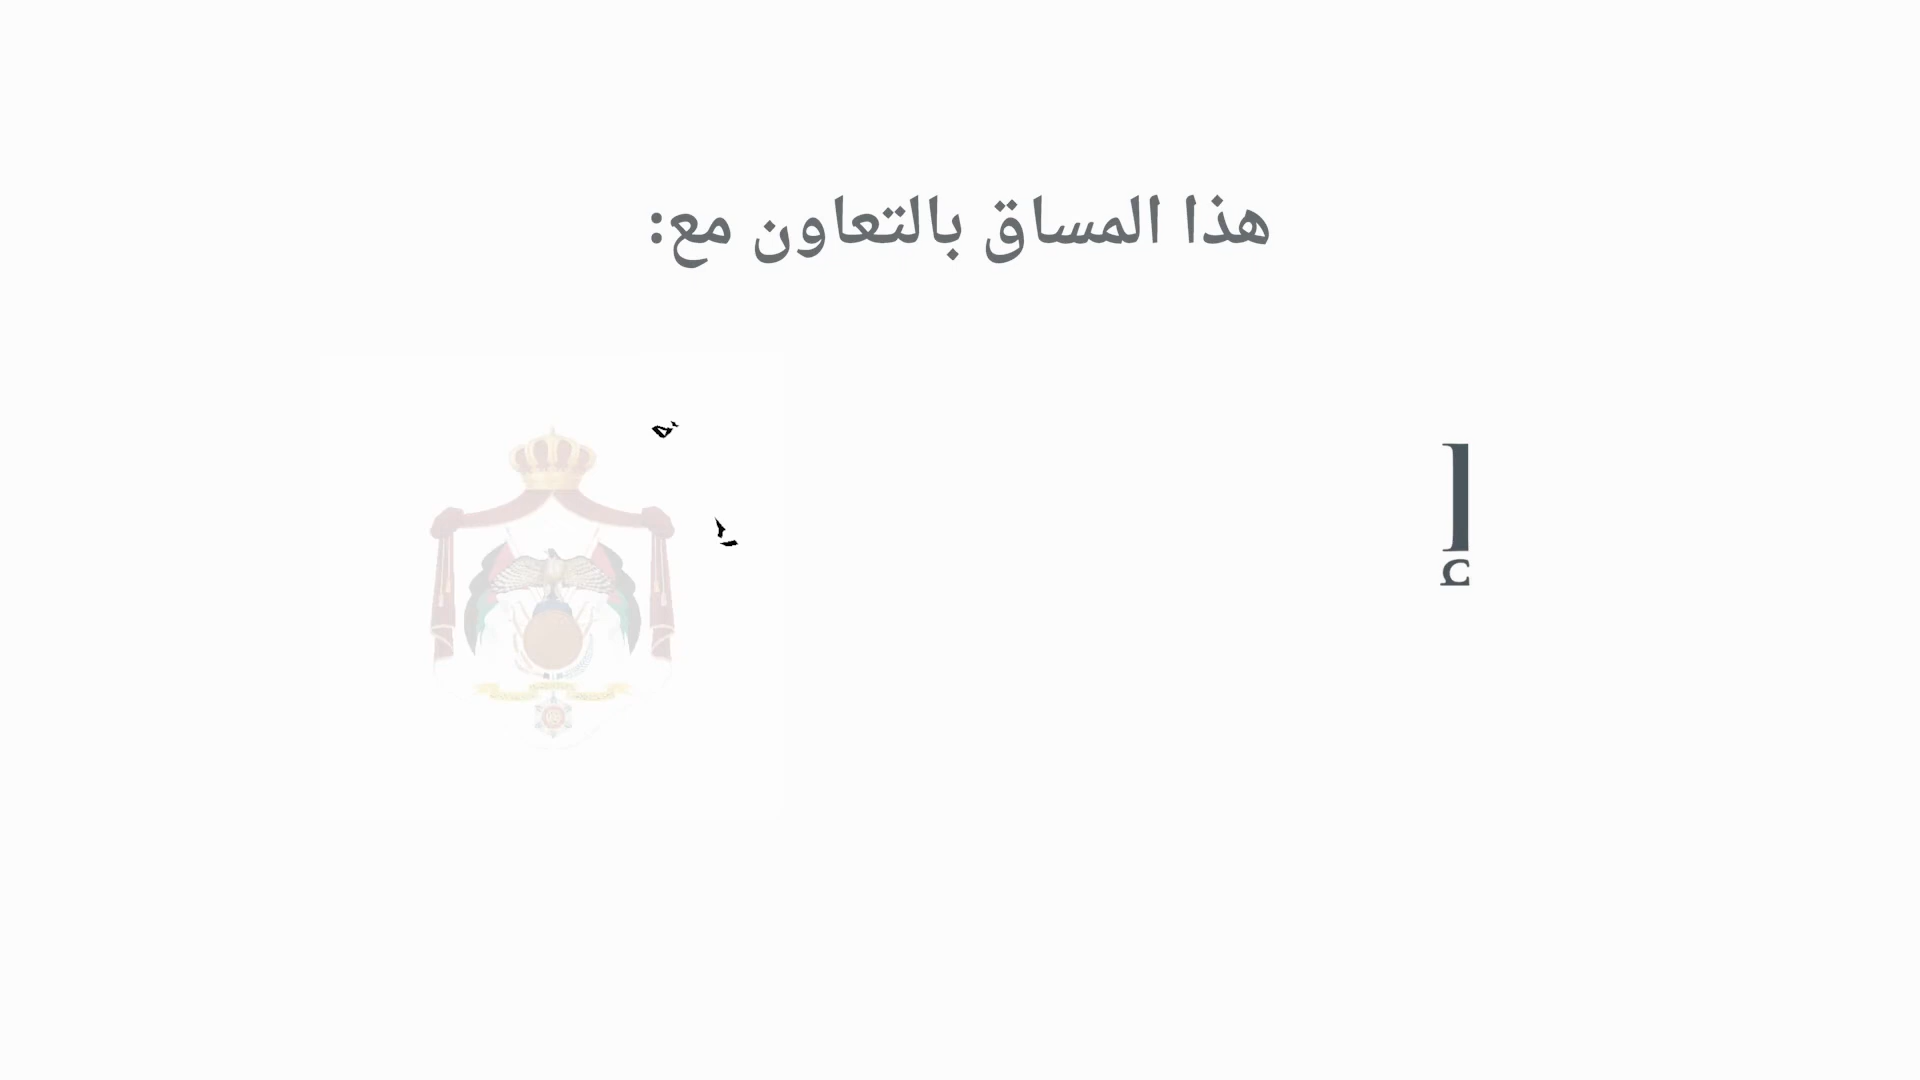 هذا المساق بالتعاون مع:
إ